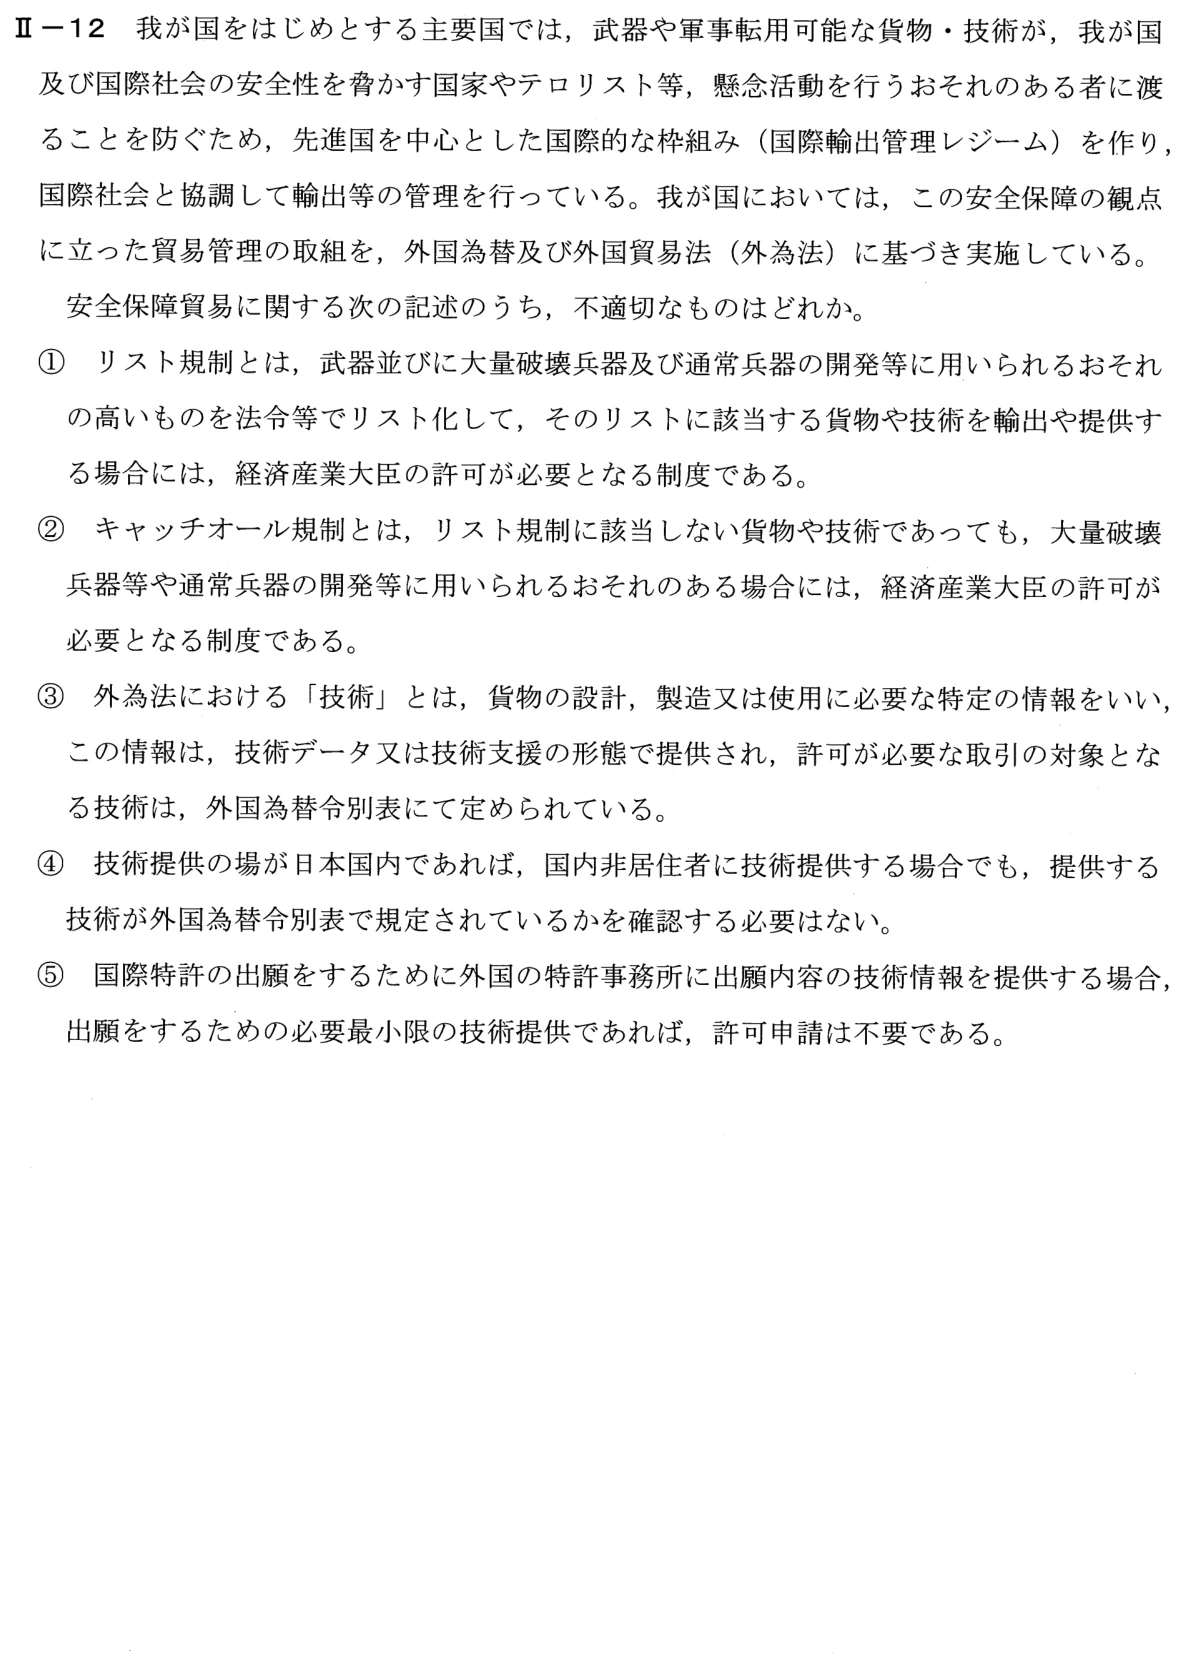 Ⅱ－12　我が国をはじめとする主要国では，武器や軍事転用可能な貨物・技術が，我が国
及び国際社会の安全性を脅かす国家やテロリスト等，懸念活動を行うおそれのある者に渡
ることを防ぐため，先進国を中心とした国際的な枠組み（国際輸出管理レジーム）を作り，
国際社会と協調して輸出等の管理を行っている。我が国においては，この安全保障の観点
に立った貿易管理の取組を，外国為替及び外国貿易法（外為法）に基づき実施している。
安全保障貿易に関する次の記述のうち，不適切なものはどれか。
①　リスト規制とは，武器並びに大量破壊兵器及び通常兵器の開発等に用いられるおそれ
の高いものを法令等でリスト化して，そのリストに該当する貨物や技術を輸出や提供す
る場合には，経済産業大臣の許可が必要となる制度である。
②　キャッチオール規制とは，リスト規制に該当しない貨物や技術であっても，大量破壊
兵器等や通常兵器の開発等に用いられるおそれのある場合には，経済産業大臣の許可が
必要となる制度である。
③　外為法における「技術」とは，貨物の設計，製造又は使用に必要な特定の情報をいい，
この情報は，技術データ又は技術支援の形態で提供され，許可が必要な取引の対象とな
る技術は，外国為替令別表にて定められている。
④　技術提供の場が日本国内であれば，国内非居住者に技術提供する場合でも，提供する
技術が外国為替令別表で規定されているかを確認する必要はない。
⑤　国際特許の出願をするために外国の特許事務所に出願内容の技術情報を提供する場合，
出願をするための必要最小限の技術提供であれば，許可申請は不要である。